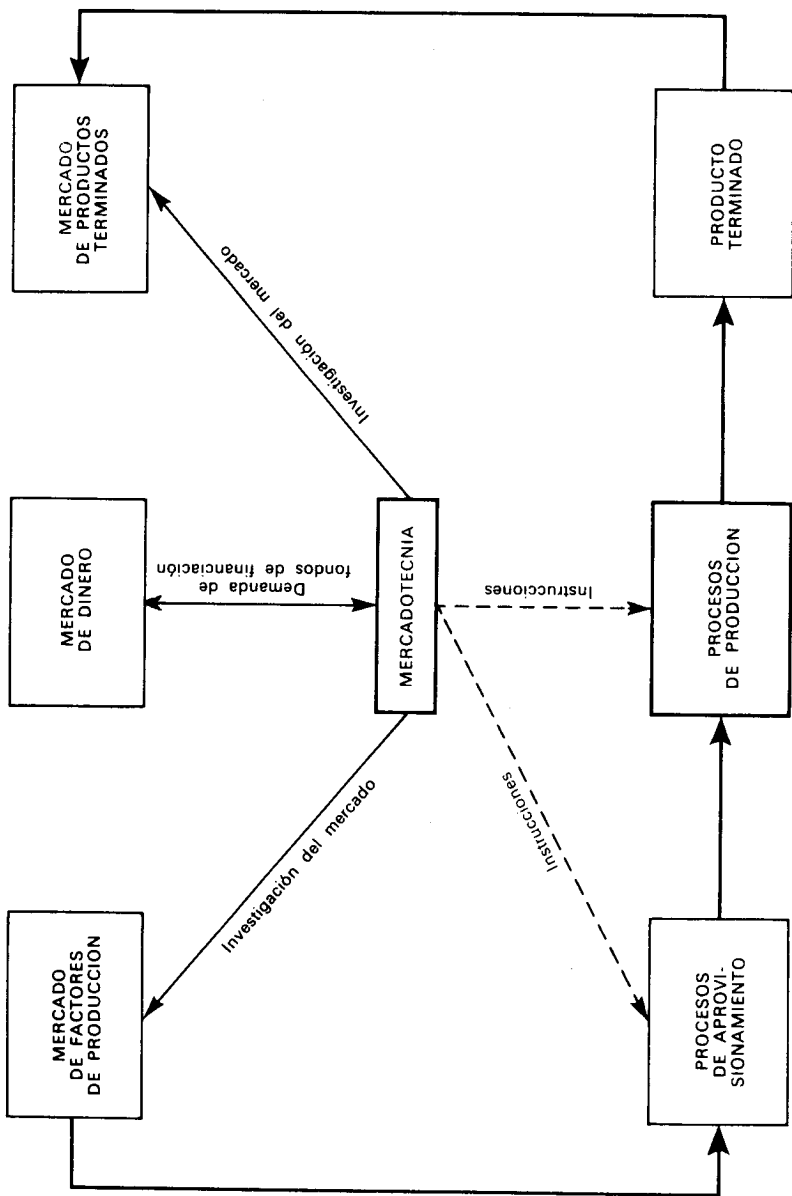 MERCADO
DE FACTORES
DE PRODUCCION
MERCADO
DE DINERO
MERCADO
DE PRODUCTOS
TERMINADOS
Investigación del mercado
Demanda de
fondos de financiación
Investigación del mercado
MERCADOTECNIA
Instrucciones
Instrucciones
PROCESOS
DE APROVI-
SIONAMIENTO
PROCESOS
DE PRODUCCION
PRODUCTO
TERMINADO